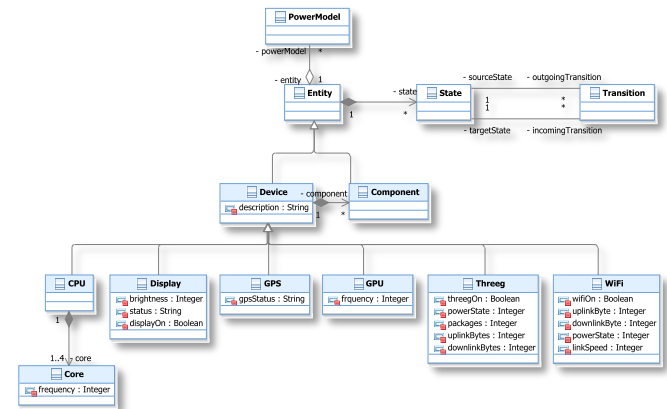 PowerModel
- powerModel *
- entity 1
Entity
- state
1
*
State
- sourceState
- outgoingTransition
1
*
1
*
- targetState
- incomingTransition
Transition
Device
description : String
- component
1
*
Component
CPU
Display
brightness : Integer
status : String
displayOn : Boolean
GPS
gpsStatus : String
GPU
frquency : Integer
Threeg
threegOn : Boolean
powerState : Integer
packages : Integer
uplinkBytes : Integer
downlinkBytes : Integer
WiFi
wifiOn : Boolean
uplinkByte : Integer
downlinkByte : Integer
powerState : Integer
linkSpeed : Integer
1
1..4 - core
Core
frequency : Integer